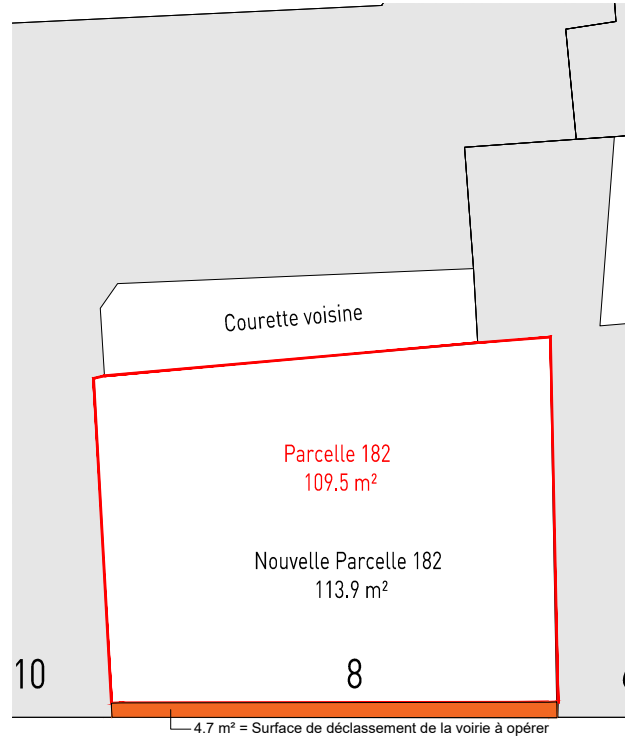 Courette voisine
Parcelle 182
109.5 m²
Nouvelle Parcelle 182
113.9 m²
10
8
4.7 m² = Surface de déclassement de la voirie à opérer